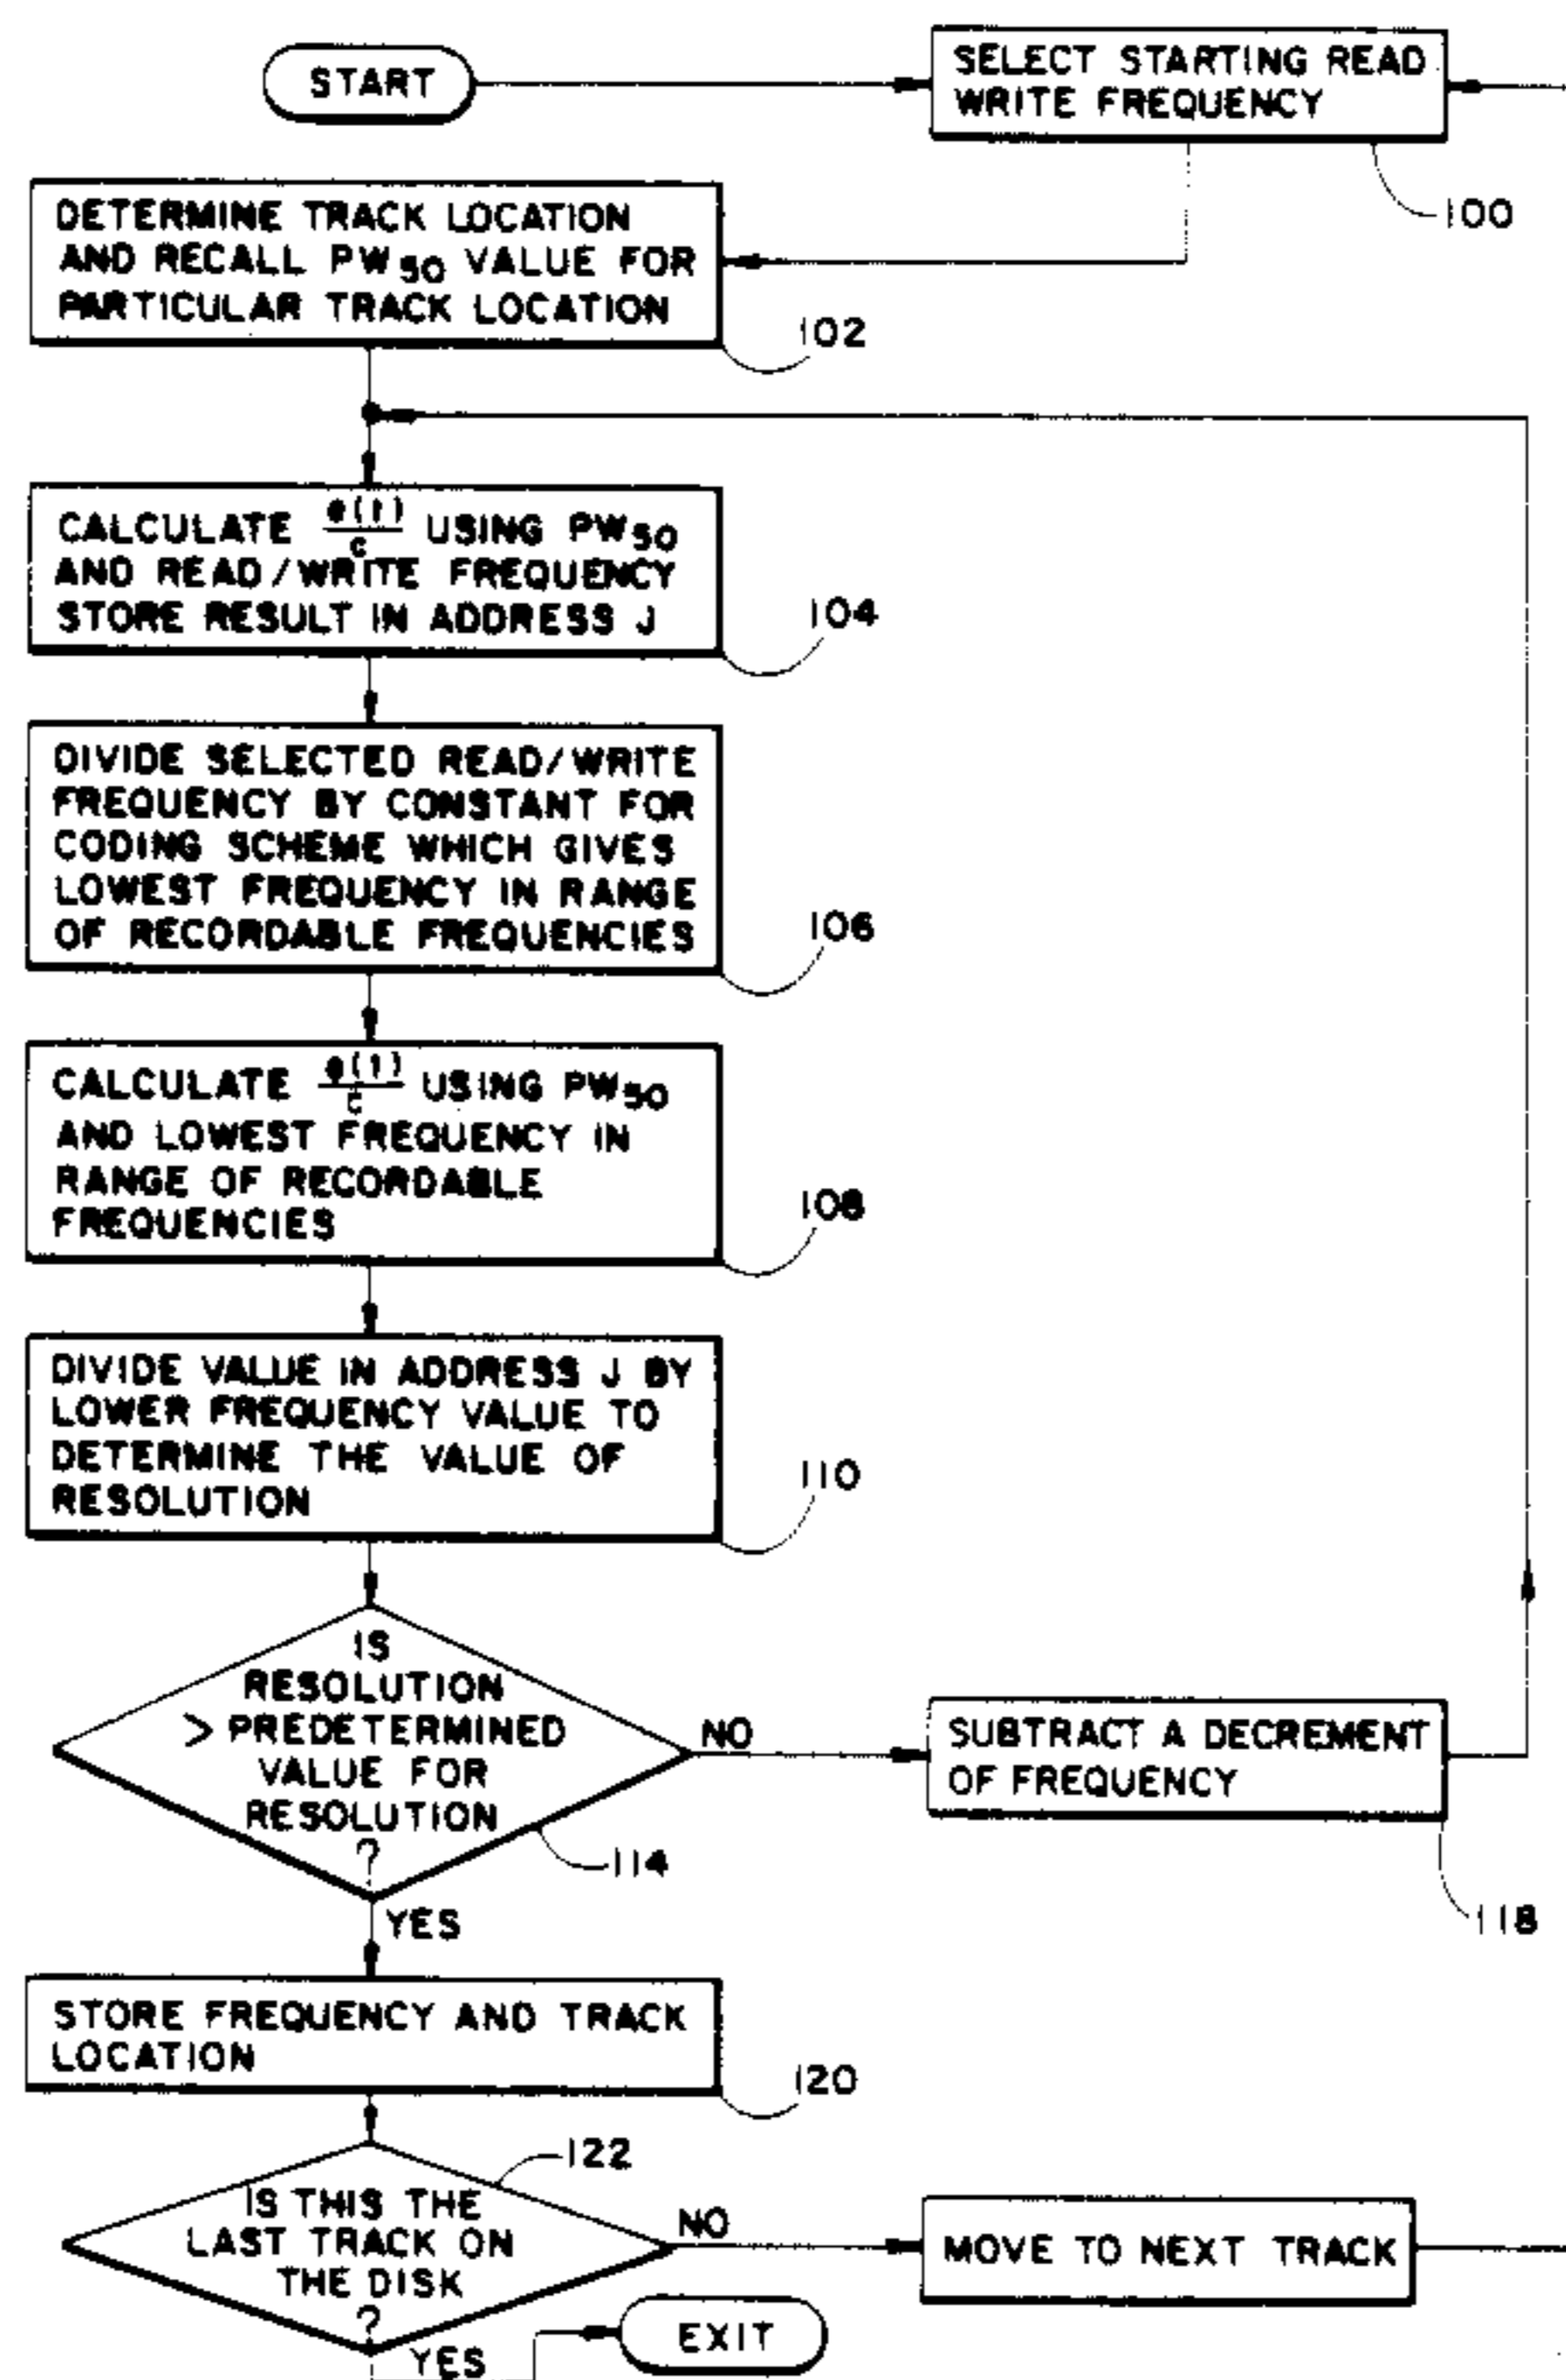 START
SELECT STARTING READ
WRITE FREQUENCY
100
DETERMINE TRACK LOCATION
AND RECALL PW50 VALUE FOR
PARTICULAR TRACK LOCATION
102
CALCULATE e(t)/c USING PW50
AND READ/WRITE FREQUENCY
STORE RESULT IN ADDRESS J
104
DIVIDE SELECTED READ/WRITE
FREQUENCY BY CONSTANT FOR
CODING SCHEME WHICH GIVES
LOWEST FREQUENCY IN RANGE
OF RECORDABLE FREQUENCIES
106
CALCULATE e(t)/c USING PW50
AND LOWEST FREQUENCY IN
RANGE OF RECORDABLE
FREQUENCIES
108
DIVIDE VALUE IN ADDRESS J BY
LOWER FREQUENCY VALUE TO
DETERMINE THE VALUE OF
RESOLUTION
110
IS
RESOLUTION
> PREDETERMINED
VALUE FOR
RESOLUTION
?
114
NO
SUBTRACT A DECREMENT
OF FREQUENCY
118
YES
STORE FREQUENCY AND TRACK
LOCATION
120
122
IS THIS THE
LAST TRACK ON
THE DISK
?
NO
MOVE TO NEXT TRACK
YES
EXIT